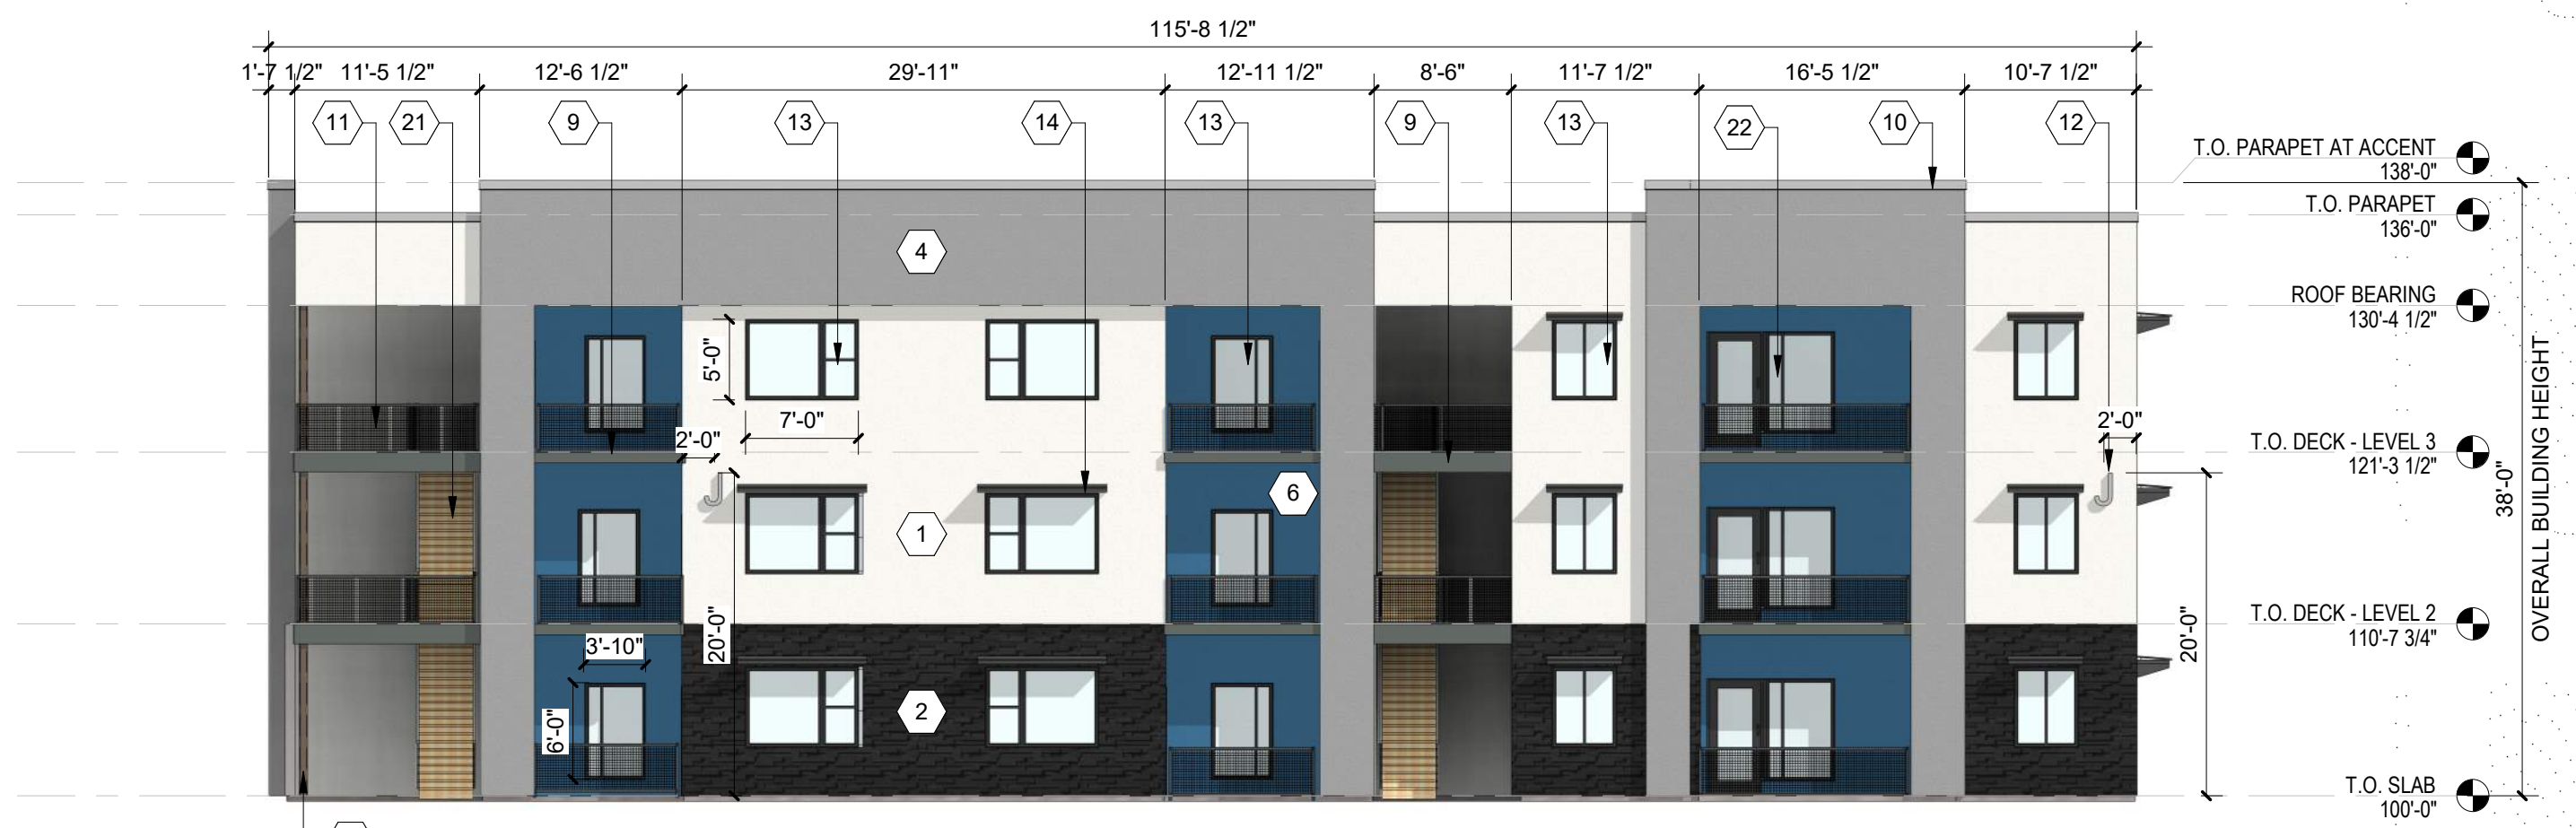 115'-8 1/2"
1'-7 1/2" 11'-5 1/2" 12'-6 1/2" 29'-11" 12'-11 1/2" 8'-6" 11'-7 1/2" 16'-5 1/2" 10'-7 1/2"
11 21 9 13 14 13 9 13 22 10 12
T.O. PARAPET AT ACCENT
138'-0"
T.O. PARAPET
136'-0"
4
ROOF BEARING
130'-4 1/2"
5'-0"
7'-0"
2'-0"
2'-0"
T.O. DECK - LEVEL 3
121'-3 1/2"
J
6
J
38'-0"
OVERALL BUILDING HEIGHT
1
T.O. DECK - LEVEL 2
110'-7 3/4"
20'-0"
20'-0"
3'-10"
6'-0"
2
T.O. SLAB
100'-0"